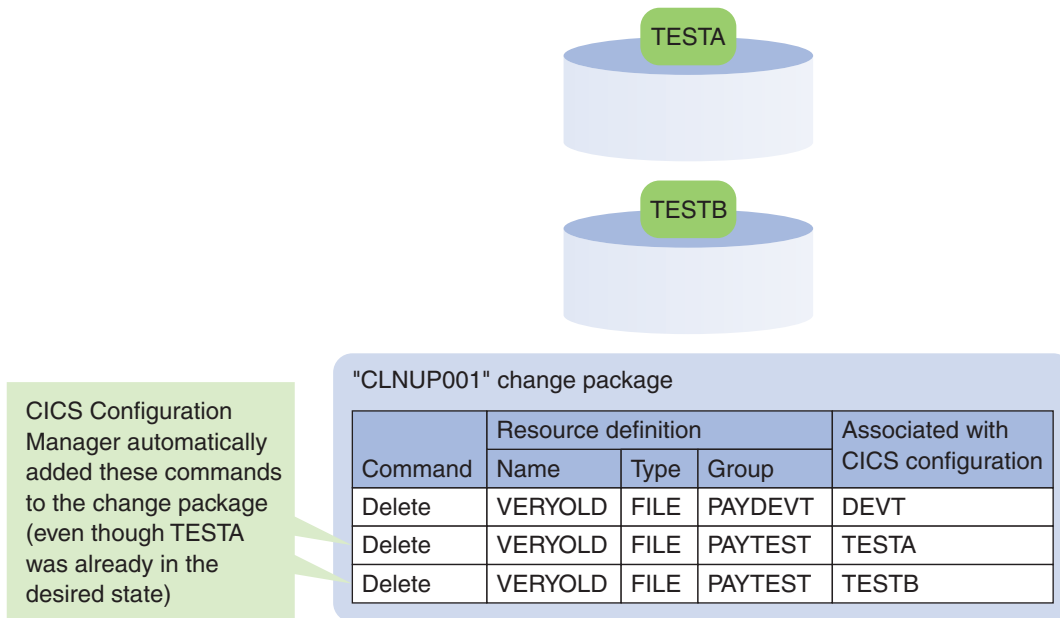 TESTA
TESTB
CICS Configuration
Manager automatically
added these commands
to the change package
(even though TESTA
was already in the
desired state)
"CLNUP001" change package
Command
Resource definition
Associated with
CICS configuration
Name Type Group
Delete VERYOLD FILE PAYDEVT DEVT
Delete VERYOLD FILE PAYTEST TESTA
Delete VERYOLD FILE PAYTEST TESTB